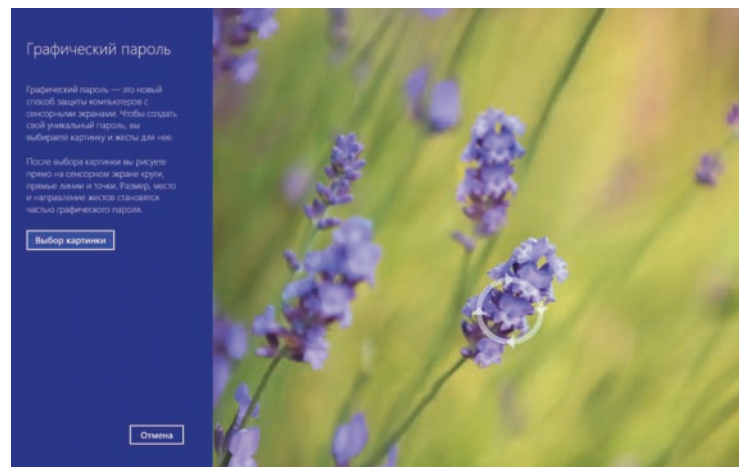 Графический пароль
Графический пароль — это новый
способ защиты компьютеров с
сенсорными экранами. Чтобы создать
свой уникальный пароль, вы
выбираете картинку и жесты для нее.
После выбора картинки вы рисуете
прямо на сенсорном экране круги,
прямые линии и точки. Размер, место
и направление жестов становятся
частью графического пароля.
Выбор картинки
Отмена